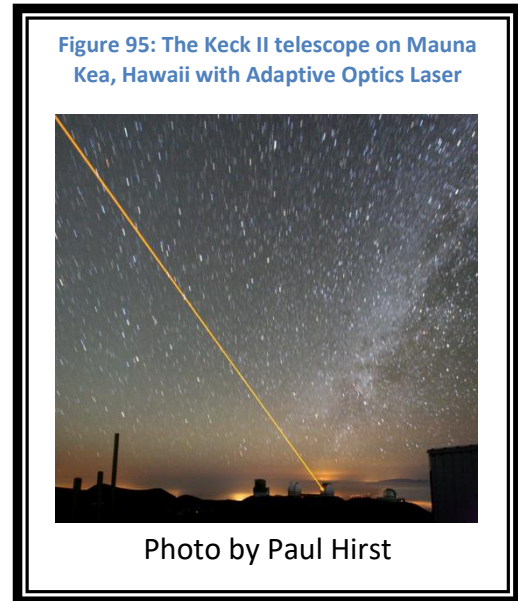 Figure 95: The Keck II telescope on Mauna
Kea, Hawaii with Adaptive Optics Laser
Photo by Paul Hirst